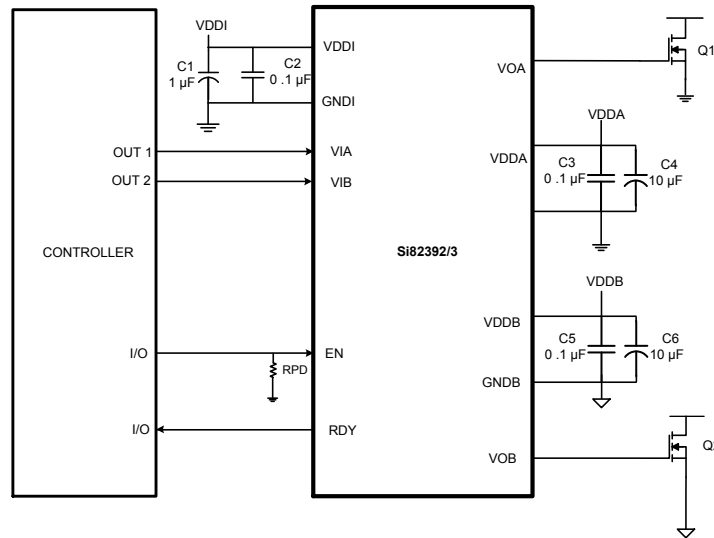 VDDI
C1
1 µF
C2
0 .1 µF
VDDI
GNDI
VOA
Q1
OUT 1
VIA
OUT 2
VIB
VDDA
VDDA
C3
0 .1 µF
C4
10 µF
CONTROLLER
Si82392/3
VDDB
VDDB
C5
0 .1 µF
C6
10 µF
GNDB
I/O
EN
RPD
I/O
RDY
VOB